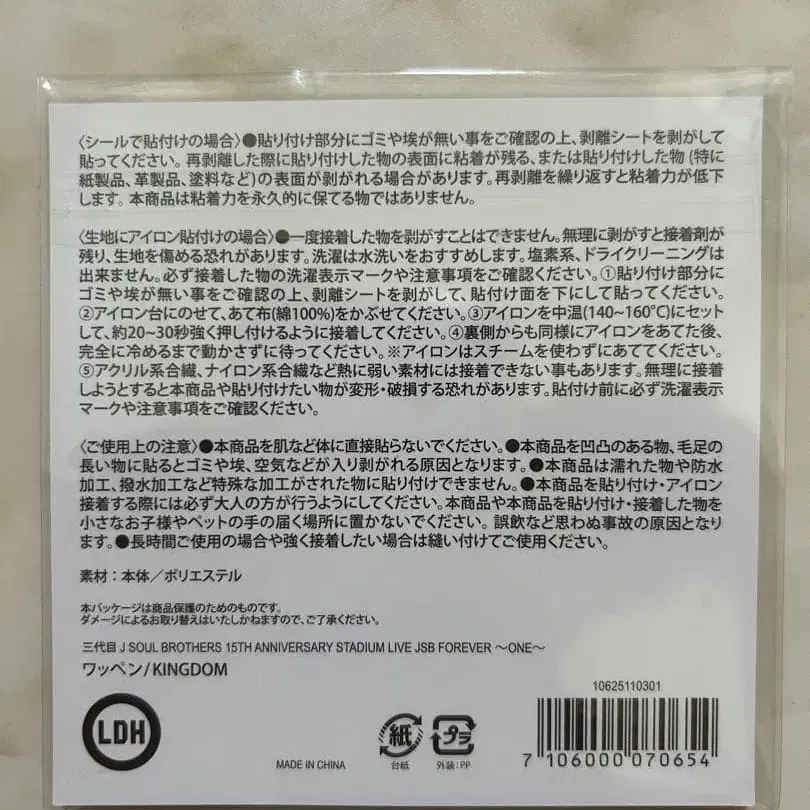 〈シールで貼付けの場合〉●貼り付け部分にゴミや埃が無い事をご確認の上、剥離シートを剥がして
貼ってください。再剥離した際に貼り付けした物の表面に粘着が残る、または貼り付けした物 (特に
紙製品、革製品、塗料など)の表面が剥がれる場合があります。再剥離を繰り返すと粘着力が低下
します。本商品は粘着力を永久的に保てる物ではありません。
〈生地にアイロン貼付けの場合〉●一度接着した物を剥がすことはできません。無理に剥がすと接着剤が
残り、生地を傷める恐れがあります。洗濯は水洗いをおすすめします。塩素系、ドライクリーニングは
出来ません。必ず接着した物の洗濯表示マークや注意事項をご確認ください。①貼り付け部分に
ゴミや埃が無い事をご確認の上、剥離シートを剥がして、貼付け面を下にして貼ってください。
②アイロン台にのせて、あて布(綿100%)をかぶせてください。③アイロンを中温(140~160℃)にセット
して、約20~30秒強く押し付けるように接着してください。④裏側からも同様にアイロンをあてた後、
完全に冷めるまで動かさずに待ってください。※アイロンはスチームを使わずにあててください。
⑤アクリル系合繊、ナイロン系合繊など熱に弱い素材には接着できない事もあります。無理に接着
しようとすると本商品や貼り付けたい物が変形・破損する恐れがあります。貼付け前に必ず洗濯表示
マークや注意事項をご確認ください。
〈ご使用上の注意〉●本商品を肌など体に直接貼らないでください。●本商品を凹凸のある物、毛足の
長い物に貼るとゴミや埃、空気などが入り剥がれる原因となります。●本商品は濡れた物や防水
加工、撥水加工など特殊な加工がされた物に貼り付けできません。●本商品を貼り付け・アイロン
接着する際には必ず大人の方が行うようにしてください。本商品や本商品を貼り付け・接着した物を
小さなお子様やペットの手の届く場所に置かないでください。誤飲など思わぬ事故の原因となりま
す。●長時間ご使用の場合や強く接着したい場合は縫い付けてご使用ください。
素材：本体／ポリエステル
本パッケージは商品保護のためのものです。
ダメージによるお取り替えはいたしかねますので、ご了承ください。
三代目 J SOUL BROTHERS 15TH ANNIVERSARY STADIUM LIVE JSB FOREVER ～ONE～
ワッペン/KINGDOM
10625110301
LDH
紙
台紙
プラ
外装:PP
MADE IN CHINA
7 106000 070654